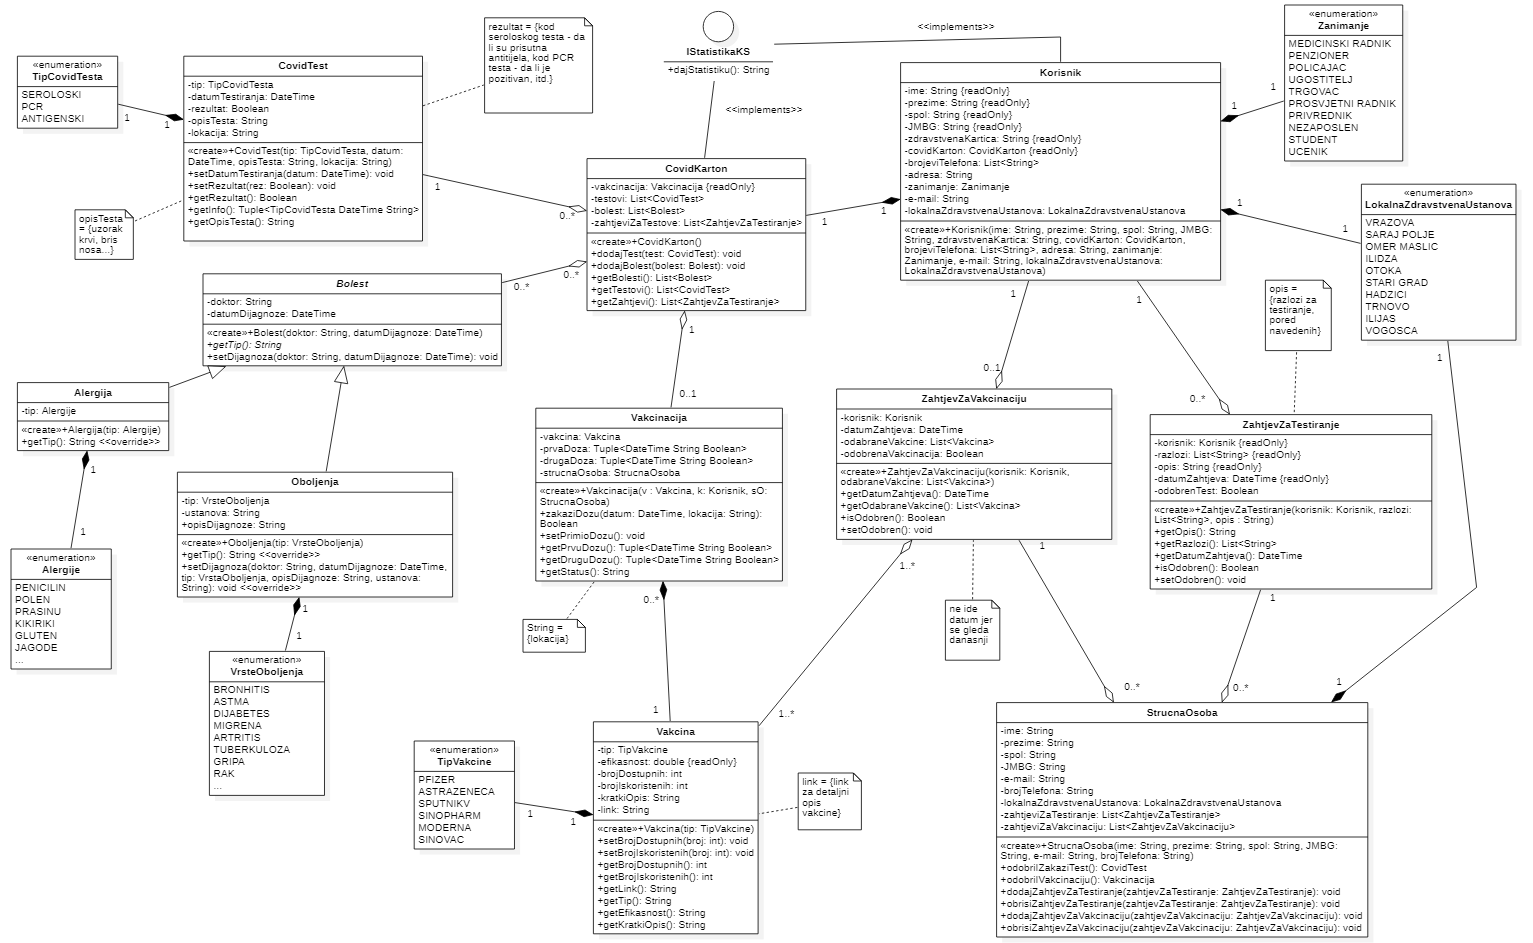 «enumeration»
TipCovidTesta
SEROLOSKI
PCR
ANTIGENSKI
1
1
CovidTest
-tip: TipCovidTesta
-datumTestiranja: DateTime
-rezultat: Boolean
-opisTesta: String
-lokacija: String
«create»+CovidTest(tip: TipCovidTesta, datum:
DateTime, opisTesta: String, lokacija: String)
+setDatumTestiranja(datum: DateTime): void
+setRezultat(rez: Boolean): void
+getRezultat(): Boolean
+getInfo(): Tuple<TipCovidTesta DateTime String>
+getOpisTesta(): String
rezultat = {kod
seroloskog testa - da
li su prisutna
antitijela, kod PCR
testa - da li je
pozitivan, itd.}
opisTesta
= {uzorak
krvi, bris
nosa...}
IStatistikaKS
+dajStatistiku(): String
<<implements>>
<<implements>>
1
0..*
CovidKarton
-vakcinacija: Vakcinacija {readOnly}
-testovi: List<CovidTest>
-bolest: List<Bolest>
-zahtjeviZaTestove: List<ZahtjevZaTestiranje>
«create»+CovidKarton()
+dodajTest(test: CovidTest): void
+dodajBolest(bolest: Bolest): void
+getBolesti(): List<Bolest>
+getTestovi(): List<CovidTest>
+getZahtjevi(): List<ZahtjevZaTestiranje>
1
1
Korisnik
-ime: String {readOnly}
-prezime: String {readOnly}
-spol: String {readOnly}
-JMBG: String {readOnly}
-zdravstvenaKartica: String {readOnly}
-covidKarton: CovidKarton {readOnly}
-brojeviTelefona: List<String>
-adresa: String
-zanimanje: Zanimanje
-e-mail: String
-lokalnaZdravstvenaUstanova: LokalnaZdravstvenaUstanova
«create»+Korisnik(ime: String, prezime: String, spol: String, JMBG:
String, zdravstvenaKartica: String, covidKarton: CovidKarton,
brojeviTelefona: List<String>, adresa: String, zanimanje:
Zanimanje, e-mail: String, lokalnaZdravstvenaUstanova:
LokalnaZdravstvenaUstanova)
1
1
«enumeration»
Zanimanje
MEDICINSKI RADNIK
PENZIONER
POLICAJAC
UGOSTITELJ
TRGOVAC
PROSVJETNI RADNIK
PRIVREDNIK
NEZAPOSLEN
STUDENT
UCENIK
1
1
«enumeration»
LokalnaZdravstvenaUstanova
VRAZOVA
SARAJ POLJE
OMER MASLIC
ILIDZA
OTOKA
STARI GRAD
HADZICI
TRNOVO
ILIJAS
VOGOSCA
1
Bolest
-doktor: String
-datumDijagnoze: DateTime
«create»+Bolest(doktor: String, datumDijagnoze: DateTime)
+getTip(): String
+setDijagnoza(doktor: String, datumDijagnoze: DateTime): void
0..*
0..*
1
0..1
Alergija
-tip: Alergije
«create»+Alergija(tip: Alergije)
+getTip(): String <<override>>
1
1
«enumeration»
Alergije
PENICILIN
POLEN
PRASINU
KIKIRIKI
GLUTEN
JAGODE
...
Oboljenja
-tip: VrsteOboljenja
-ustanova: String
+opisDijagnoze: String
«create»+Oboljenja(tip: VrsteOboljenja)
+getTip(): String <<override>>
+setDijagnoza(doktor: String, datumDijagnoze: DateTime,
tip: VrstaOboljenja, opisDijagnoze: String, ustanova:
String): void <<override>>
1
1
«enumeration»
VrsteOboljenja
BRONHITIS
ASTMA
DIJABETES
MIGRENA
ARTRITIS
TUBERKULOZA
GRIPA
RAK
...
Vakcinacija
-vakcina: Vakcina
-prvaDoza: Tuple<DateTime String Boolean>
-drugaDoza: Tuple<DateTime String Boolean>
-strucnaOsoba: StrucnaOsoba
«create»+Vakcinacija(v : Vakcina, k: Korisnik, sO:
StrucnaOsoba)
+zakaziDozu(datum: DateTime, lokacija: String):
Boolean
+setPrimioDozu(): void
+getPrvuDozu(): Tuple<DateTime String Boolean>
+getDruguDozu(): Tuple<DateTime String Boolean>
+getStatus(): String
String =
{lokacija}
0..*
1
1
0..1
ZahtjevZaVakcinaciju
-korisnik: Korisnik
-datumZahtjeva: DateTime
-odabraneVakcine: List<Vakcina>
-odobrenaVakcinacija: Boolean
«create»+ZahtjevZaVakcinaciju(korisnik: Korisnik,
odabraneVakcine: List<Vakcina>)
+getDatumZahtjeva(): DateTime
+getOdabraneVakcine(): List<Vakcina>
+isOdobren(): Boolean
+setOdobren(): void
1..*
1..*
ne ide
datum jer
se gleda
danasnji
opis =
{razlozi za
testiranje,
pored
navedenih}
1
0..*
ZahtjevZaTestiranje
-korisnik: Korisnik {readOnly}
-razlozi: List<String> {readOnly}
-opis: String {readOnly}
-datumZahtjeva: DateTime {readOnly}
-odobrenTest: Boolean
«create»+ZahtjevZaTestiranje(korisnik: Korisnik, razlozi:
List<String>, opis : String)
+getOpis(): String
+getRazlozi(): List<String>
+getDatumZahtjeva(): DateTime
+isOdobren(): Boolean
+setOdobren(): void
1
0..*
1
0..*
1
«enumeration»
TipVakcine
PFIZER
ASTRAZENECA
SPUTNIKV
SINOPHARM
MODERNA
SINOVAC
1
1
Vakcina
-tip: TipVakcine
-efikasnost: double {readOnly}
-brojDostupnih: int
-brojIskoristenih: int
-kratkiOpis: String
-link: String
«create»+Vakcina(tip: TipVakcine)
+setBrojDostupnih(broj: int): void
+setBrojIskoristenih(broj: int): void
+getBrojDostupnih(): int
+getBrojIskoristenih(): int
+getLink(): String
+getTip(): String
+getEfikasnost(): String
+getKratkiOpis(): String
link = {link
za detaljni
opis
vakcine}
StrucnaOsoba
-ime: String
-prezime: String
-spol: String
-JMBG: String
-e-mail: String
-brojTelefona: String
-lokalnaZdravstvenaUstanova: LokalnaZdravstvenaUstanova
-zahtjeviZaTestiranje: List<ZahtjevZaTestiranje>
-zahtjeviZaVakcinaciju: List<ZahtjevZaVakcinaciju>
«create»+StrucnaOsoba(ime: String, prezime: String, spol: String, JMBG:
String, e-mail: String, brojTelefona: String)
+odobrilZakaziTest(): CovidTest
+odobrilVakcinaciju(): Vakcinacija
+dodajZahtjevZaTestiranje(zahtjevZaTestiranje: ZahtjevZaTestiranje): void
+obrisiZahtjevZaTestiranje(zahtjevZaTestiranje: ZahtjevZaTestiranje): void
+dodajZahtjevZaVakcinaciju(zahtjevZaVakcinaciju: ZahtjevZaVakcinaciju): void
+obrisiZahtjevZaVakcinaciju(zahtjevZaVakcinaciju: ZahtjevZaVakcinaciju): void